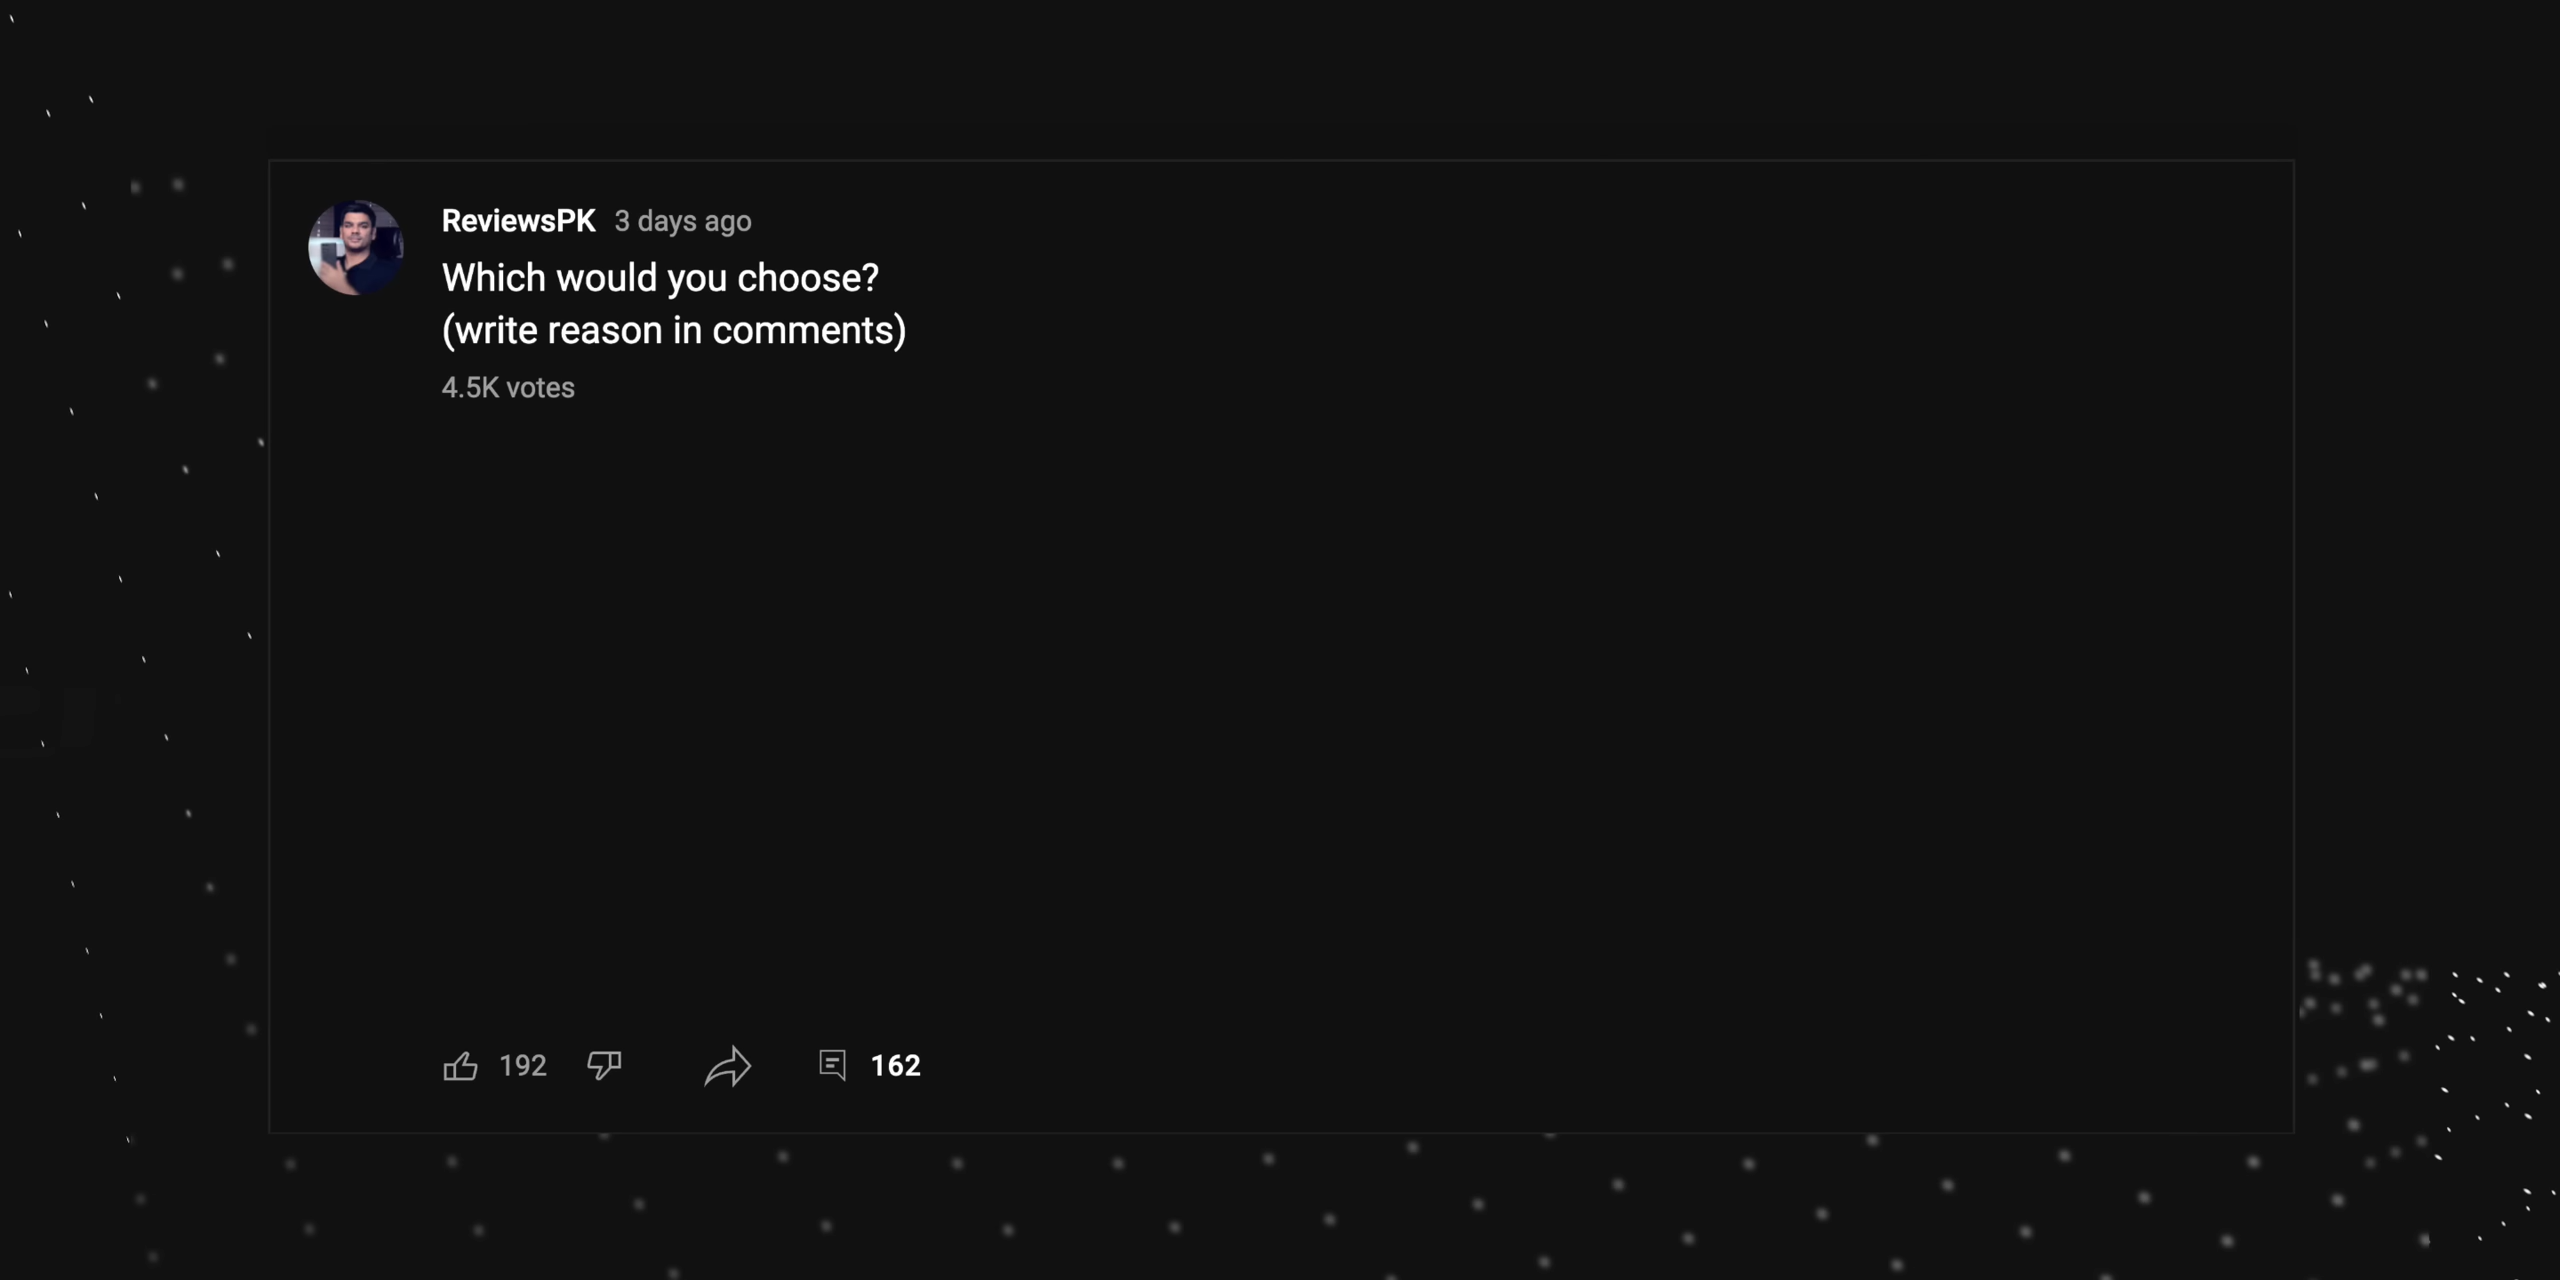 ReviewsPK 3 days ago
Which would you choose?
(write reason in comments)
4.5K votes
192 162